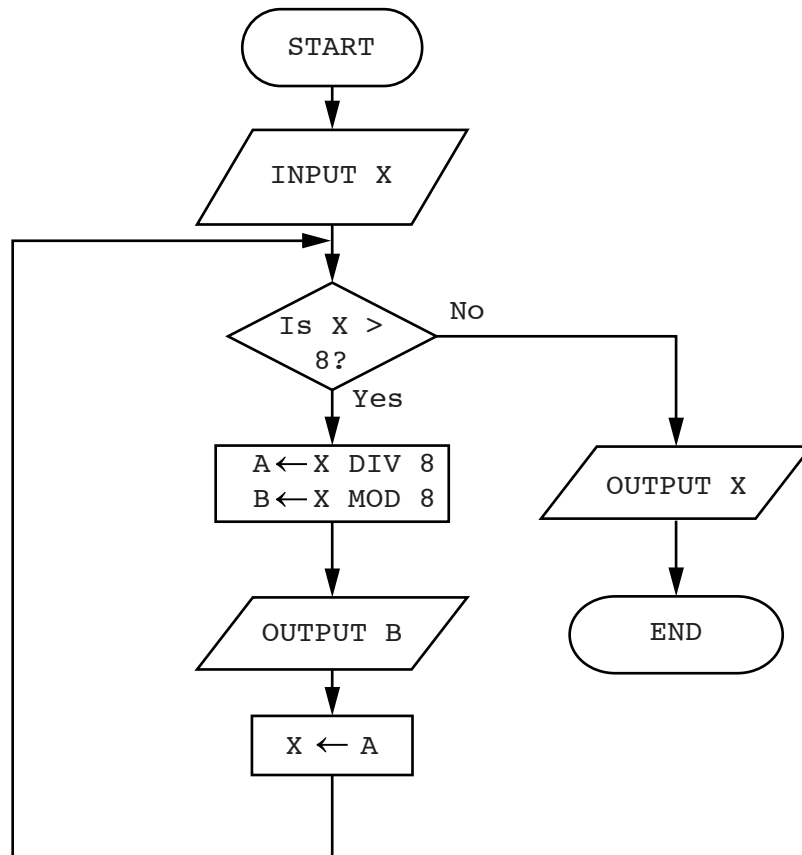 START
INPUT X
Is X >
8?
No
Yes
A ← X DIV 8
B ← X MOD 8
OUTPUT X
OUTPUT B
END
X ← A